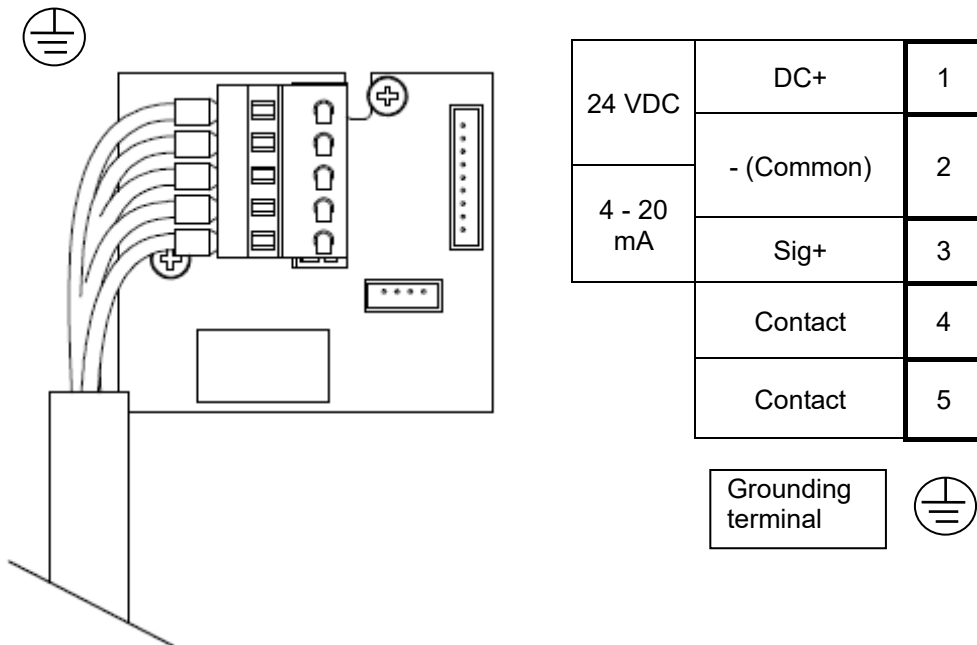 24 VDC
DC+
1
- (Common)
2
4 - 20
mA
Sig+
3
Contact
4
Contact
5
Grounding
terminal